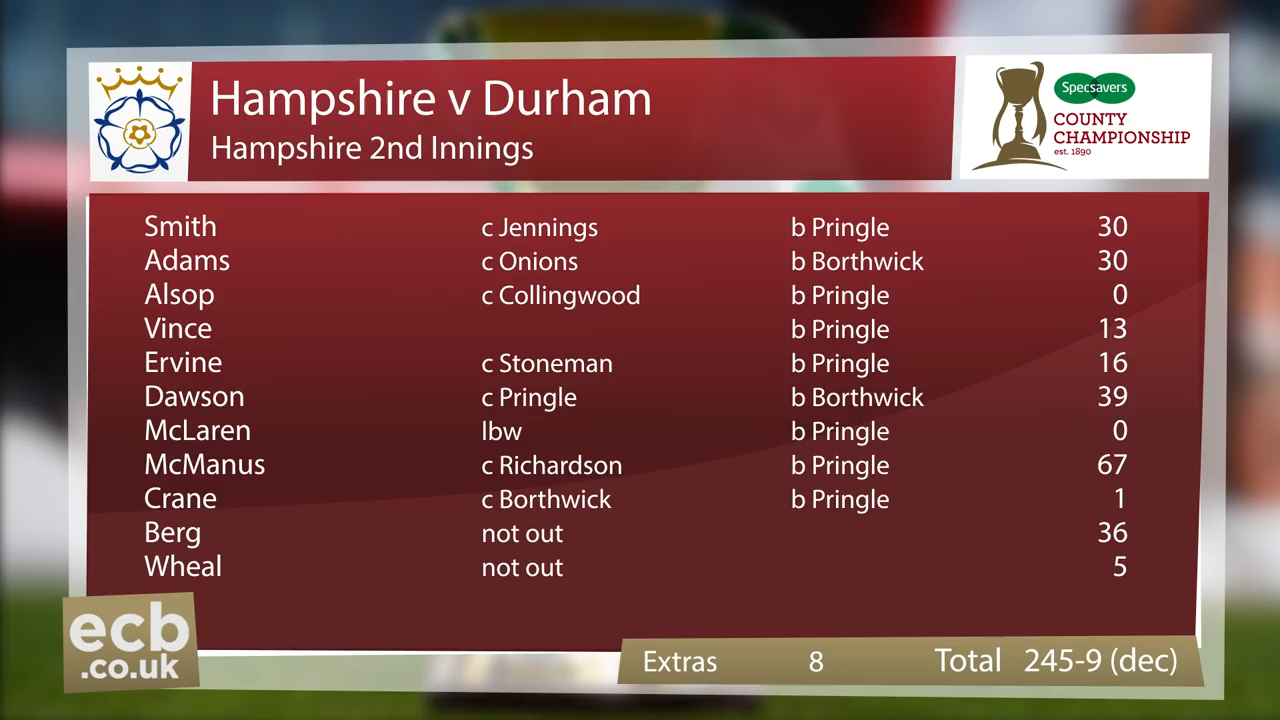 Hampshire v Durham
Hampshire 2nd Innings
Specsavers
COUNTY
CHAMPIONSHIP
est. 1890
Smith c Jennings b Pringle 30
Adams c Onions b Borthwick 30
Alsop c Collingwood b Pringle 0
Vince b Pringle 13
Ervine c Stoneman b Pringle 16
Dawson c Pringle b Borthwick 39
McLaren lbw b Pringle 0
McManus c Richardson b Pringle 67
Crane c Borthwick b Pringle 1
Berg not out 36
Wheal not out 5
ecb
.co.uk
Extras 8 Total 245-9 (dec)